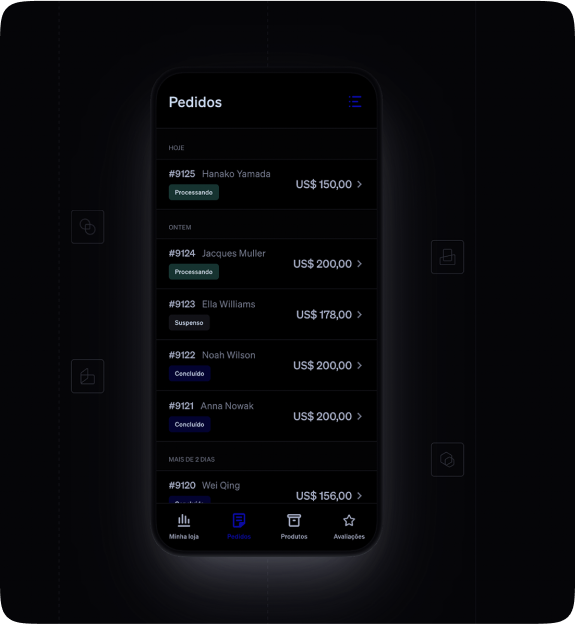 Pedidos
HOJE
#9125 Hanako Yamada
US$ 150,00
Processando
ONTEM
#9124 Jacques Muller
US$ 200,00
Processando
#9123 Ella Williams
US$ 178,00
Suspenso
#9122 Noah Wilson
US$ 200,00
Concluído
#9121 Anna Nowak
US$ 200,00
Concluído
MAIS DE 2 DIAS
#9120 Wei Qing
US$ 156,00
Minha loja
Pedidos
Produtos
Avaliações